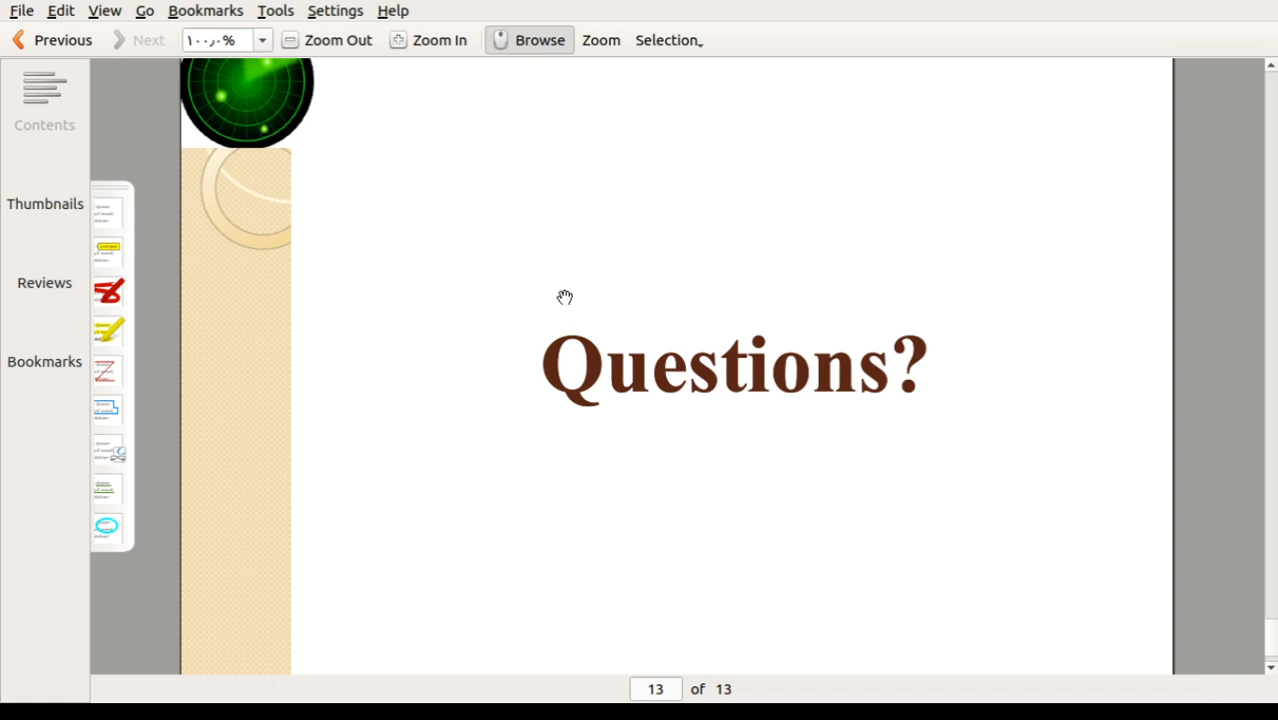 File Edit View Go Bookmarks Tools Settings Help
Previous Next ١٠٠٫٠% Zoom Out Zoom In Browse Zoom Selection
Contents
Thumbnails
Reviews
Bookmarks
Questions?
13 of 13